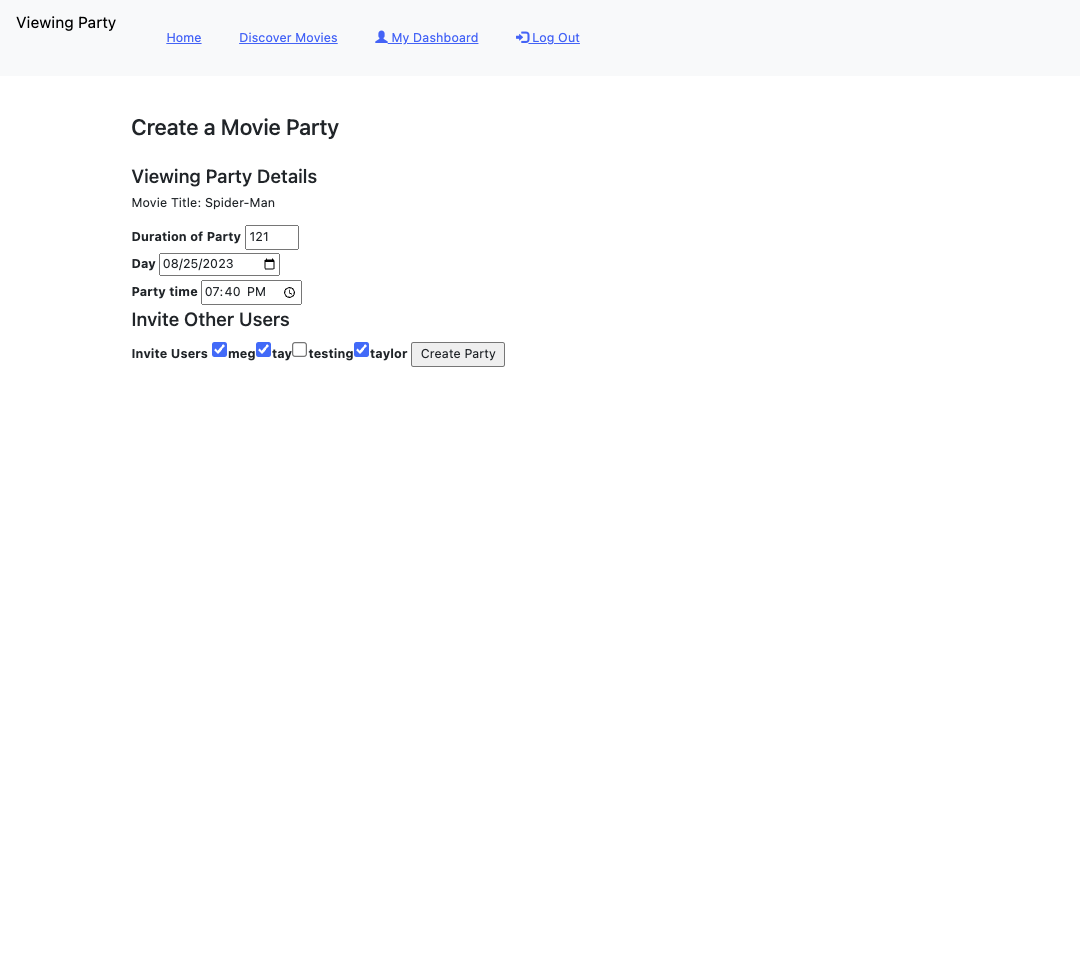 Viewing Party
Home Discover Movies My Dashboard Log Out
Create a Movie Party
Viewing Party Details
Movie Title: Spider-Man
Duration of Party 121
Day 08/25/2023
Party time 07:40 PM
Invite Other Users
Invite Users meg tay testing taylor Create Party